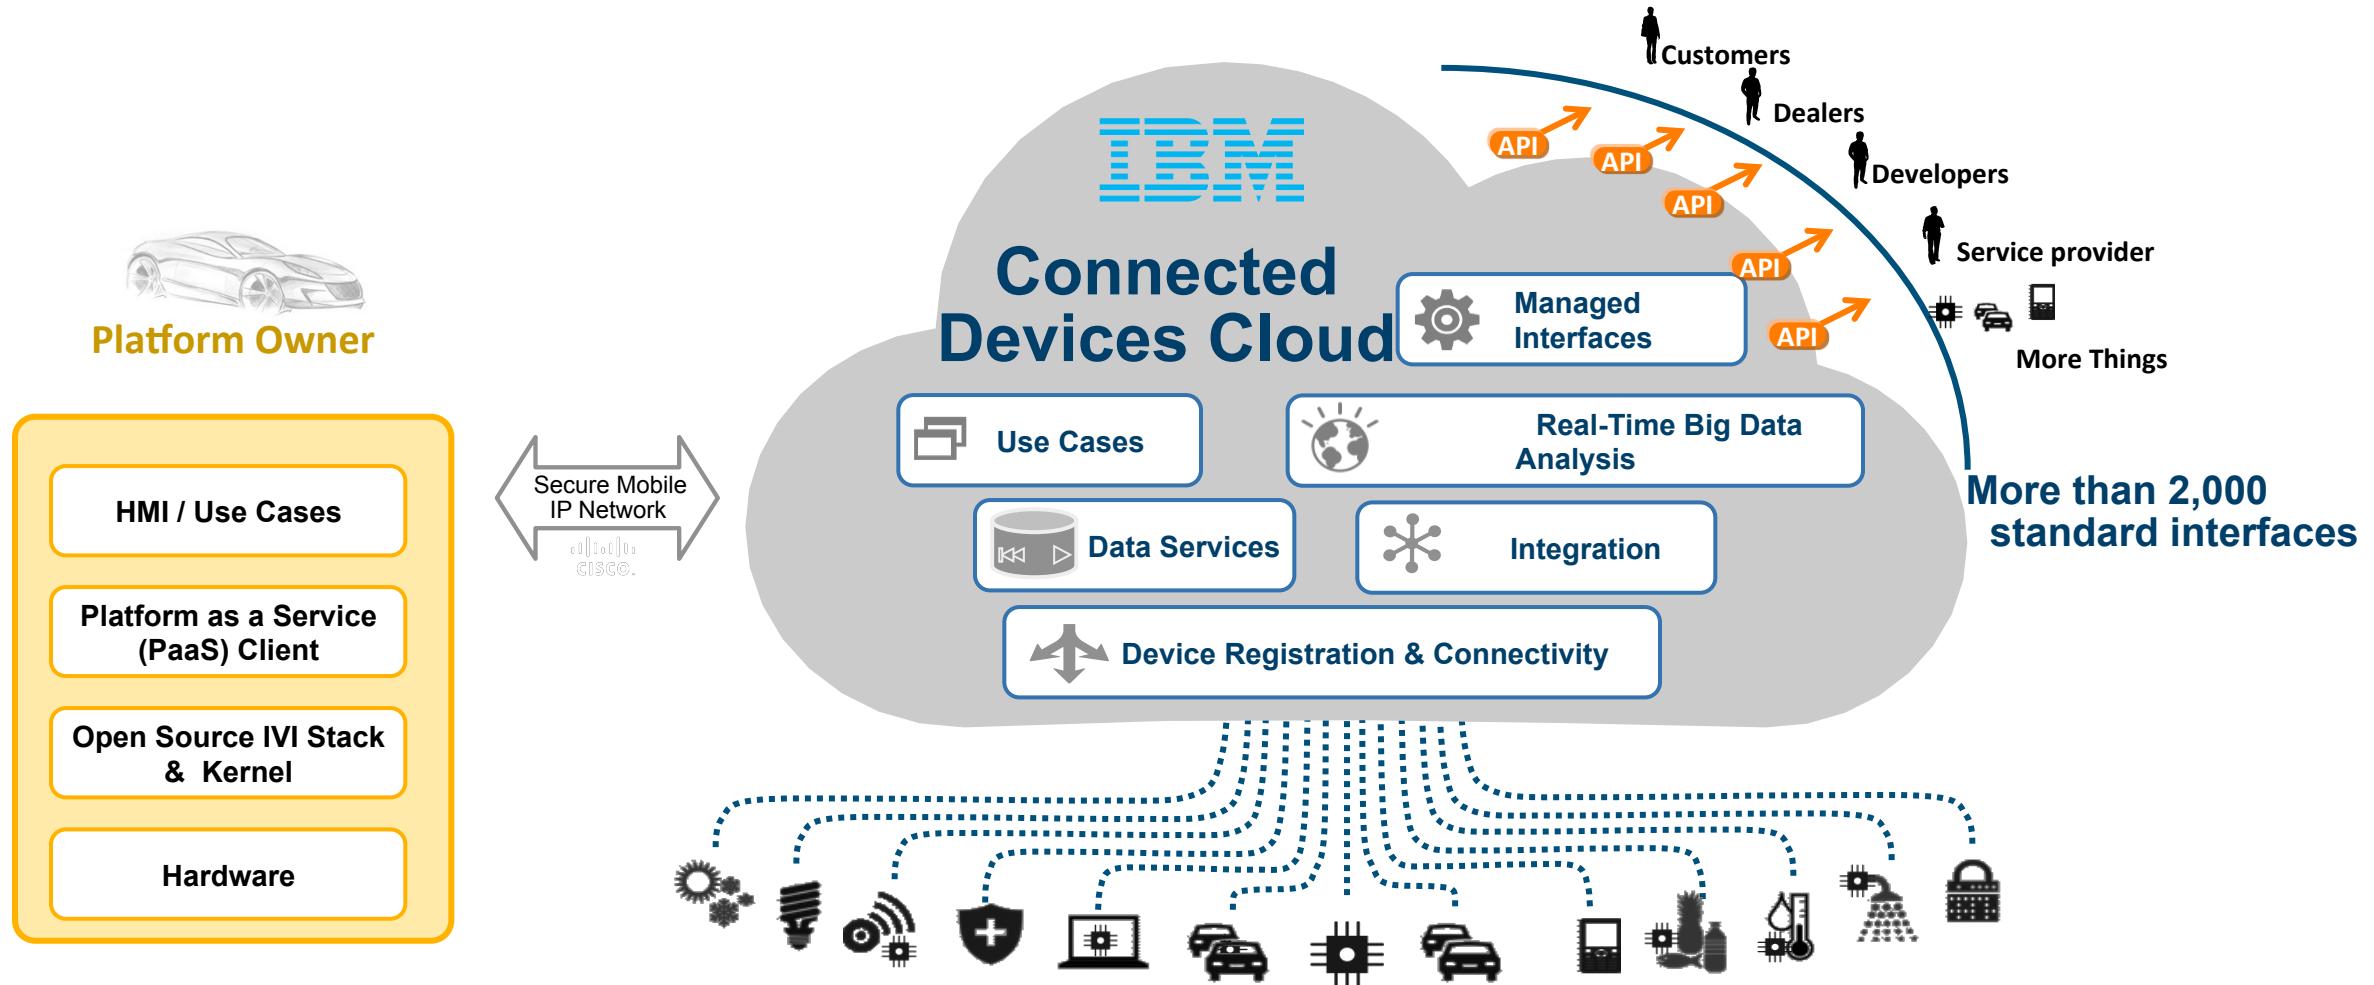 Platform Owner
HMI / Use Cases
Platform as a Service
(PaaS) Client
Open Source IVI Stack
& Kernel
Hardware
Secure Mobile
IP Network
CISCO.
IBM
Connected
Devices Cloud
Managed
Interfaces
Use Cases
Real-Time Big Data
Analysis
Data Services
Integration
Device Registration & Connectivity
API
API
API
API
API
Customers
Dealers
Developers
Service provider
More Things
More than 2,000
standard interfaces